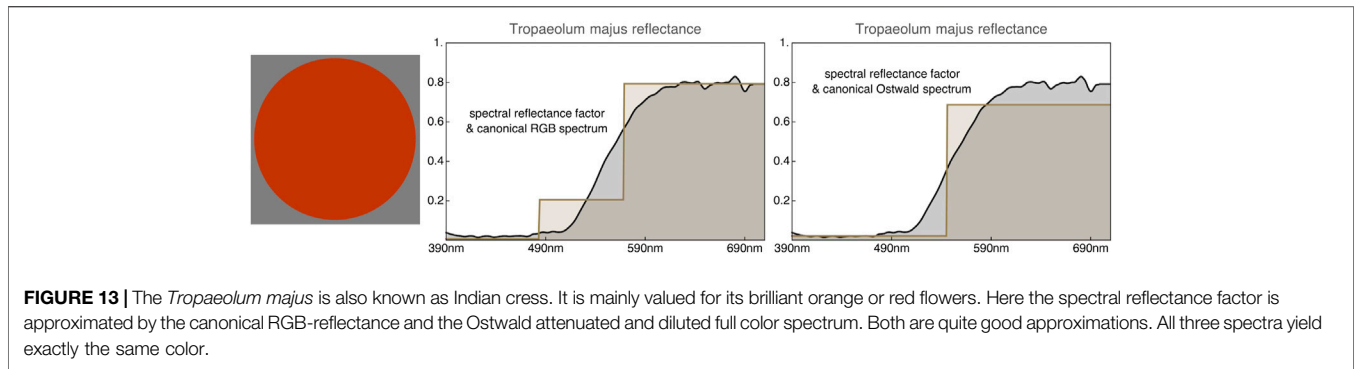 Tropaeolum majus reflectance
1.
0.8
0.6
0.4
0.2
spectral reflectance factor
& canonical RGB spectrum
390nm 490nm 590nm 690nm
Tropaeolum majus reflectance
1.
0.8
0.6
0.4
0.2
spectral reflectance factor
& canonical Ostwald spectrum
390nm 490nm 590nm 690nm
FIGURE 13 | The Tropaeolum majus is also known as Indian cress. It is mainly valued for its brilliant orange or red flowers. Here the spectral reflectance factor is
approximated by the canonical RGB-reflectance and the Ostwald attenuated and diluted full color spectrum. Both are quite good approximations. All three spectra yield
exactly the same color.